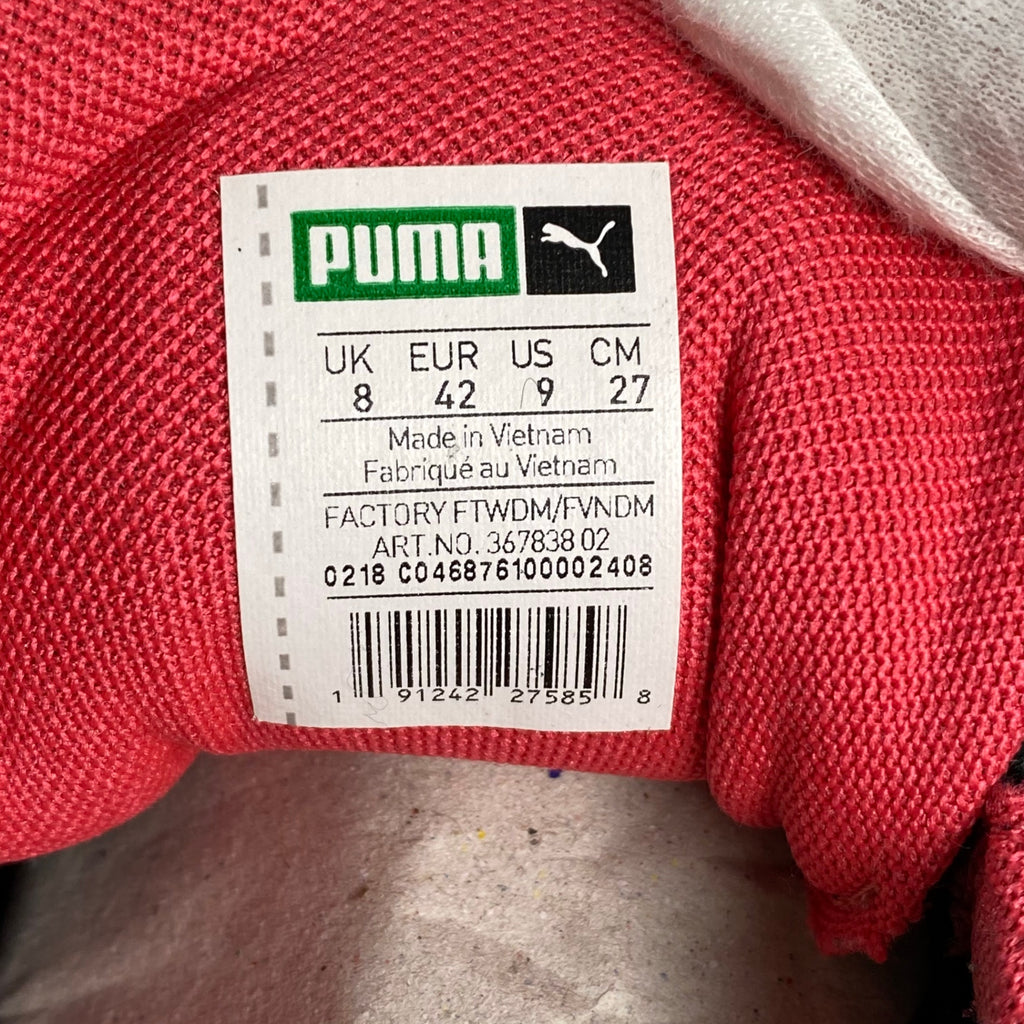 PUMA
UK EUR US CM
8 42 9 27
Made in Vietnam
Fabriqué au Vietnam
FACTORY FTWDM/FVNDM
ART.NO. 367838 02
0218 C046876100002408
1 91242 27585 8